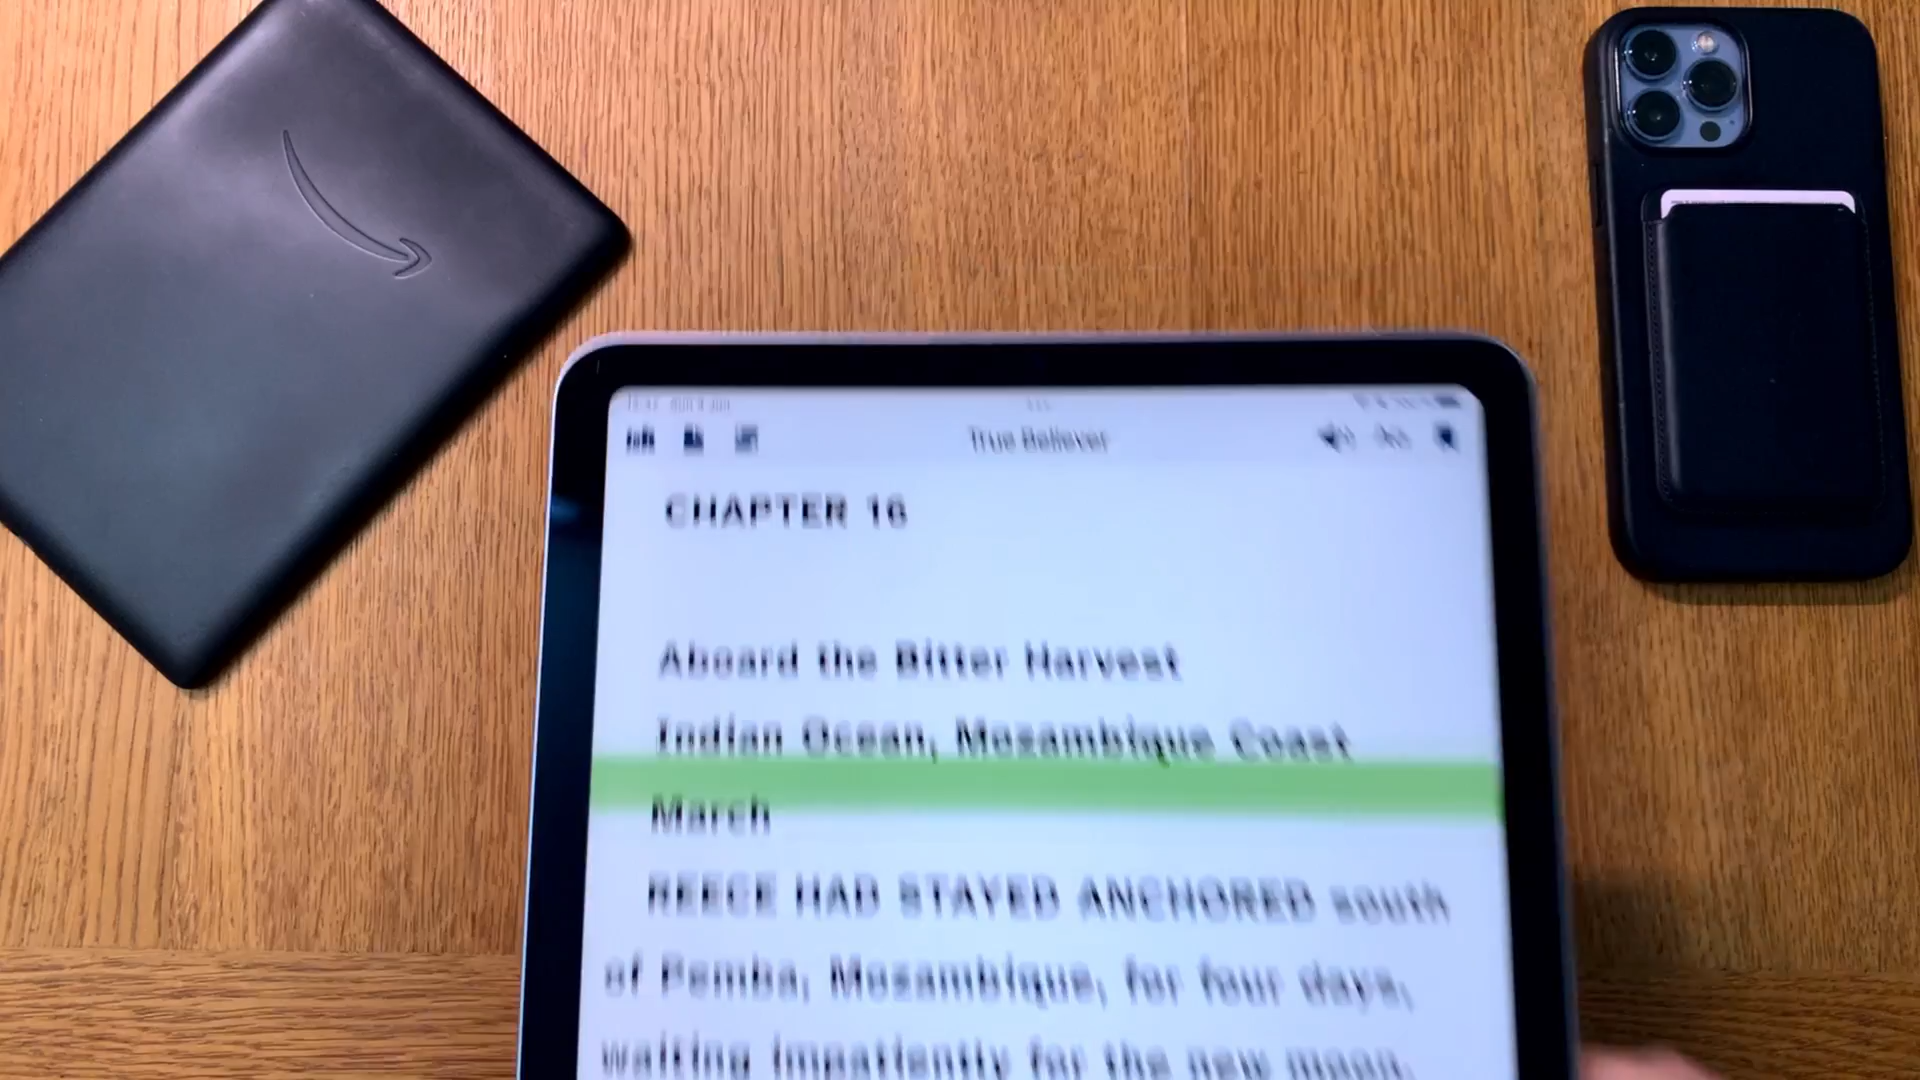 True Believer
CHAPTER 16
Aboard the Bitter Harvest
Indian Ocean, Mozambique Coast
March
REECE HAD STAYED ANCHORED south
of Pemba, Mozambique, for four days,
waiting impatiently for the new moon.